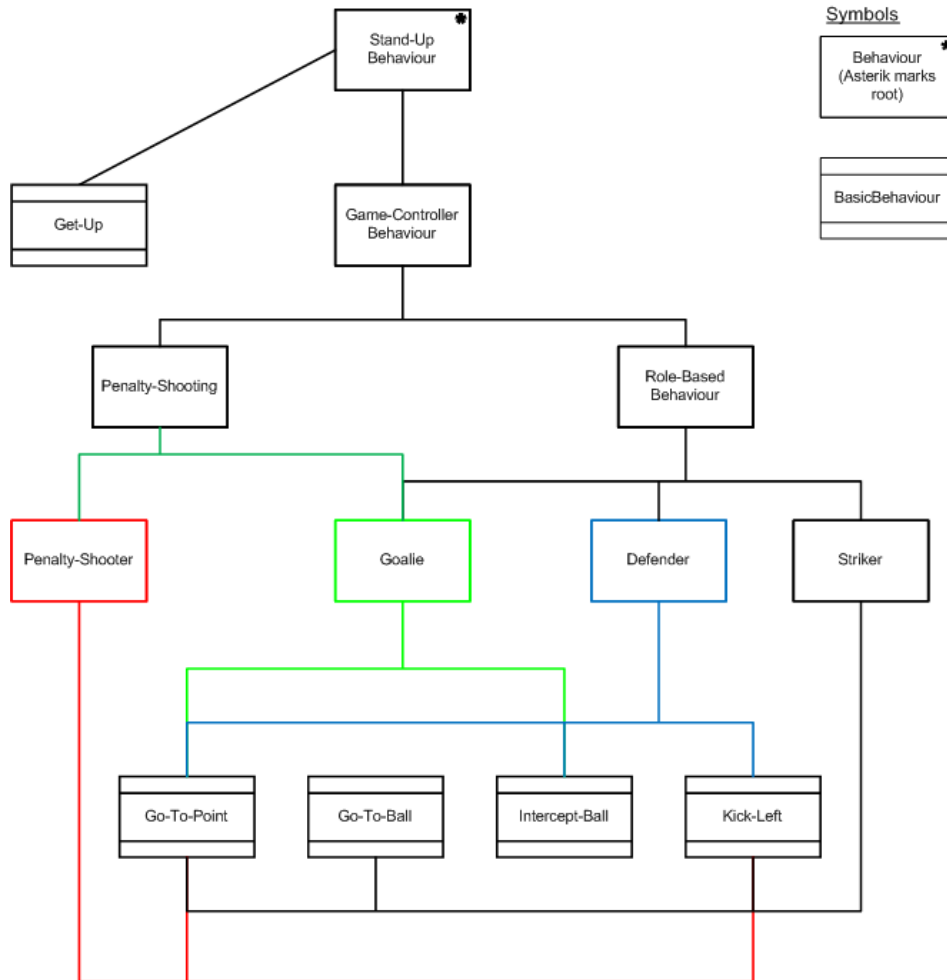 Symbols
*
Stand-Up
Behaviour
*
Behaviour
(Asterik marks
root)
Get-Up
Game-Controller
Behaviour
BasicBehaviour
Penalty-Shooting
Role-Based
Behaviour
Penalty-Shooter
Goalie
Defender
Striker
Go-To-Point
Go-To-Ball
Intercept-Ball
Kick-Left